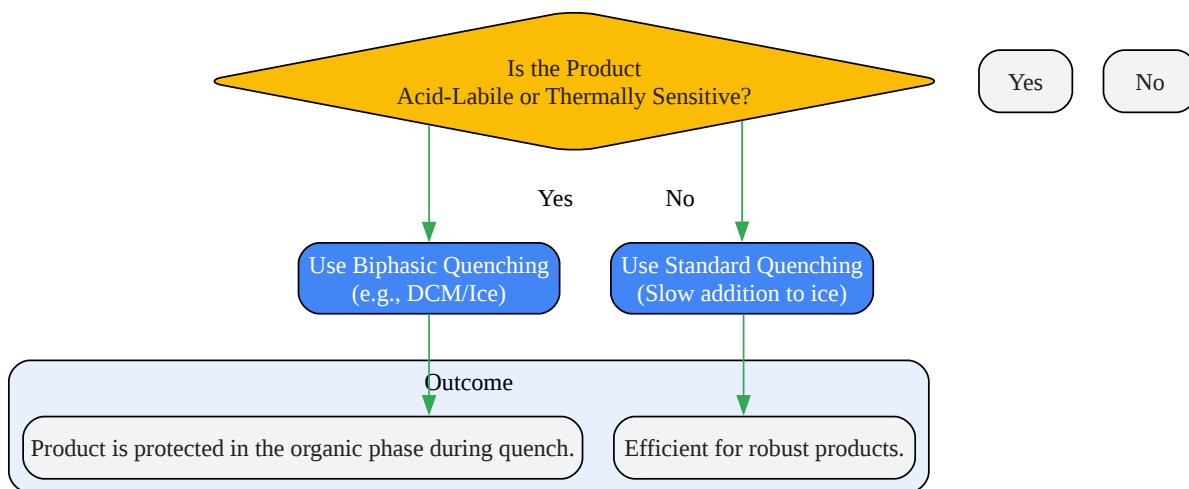 Is the Product
Acid-Labile or Thermally Sensitive?
Yes
No
Yes
No
Use Biphasic Quenching
(e.g., DCM/Ice)
Use Standard Quenching
(Slow addition to ice)
Outcome
Product is protected in the organic phase during quench.
Efficient for robust products.